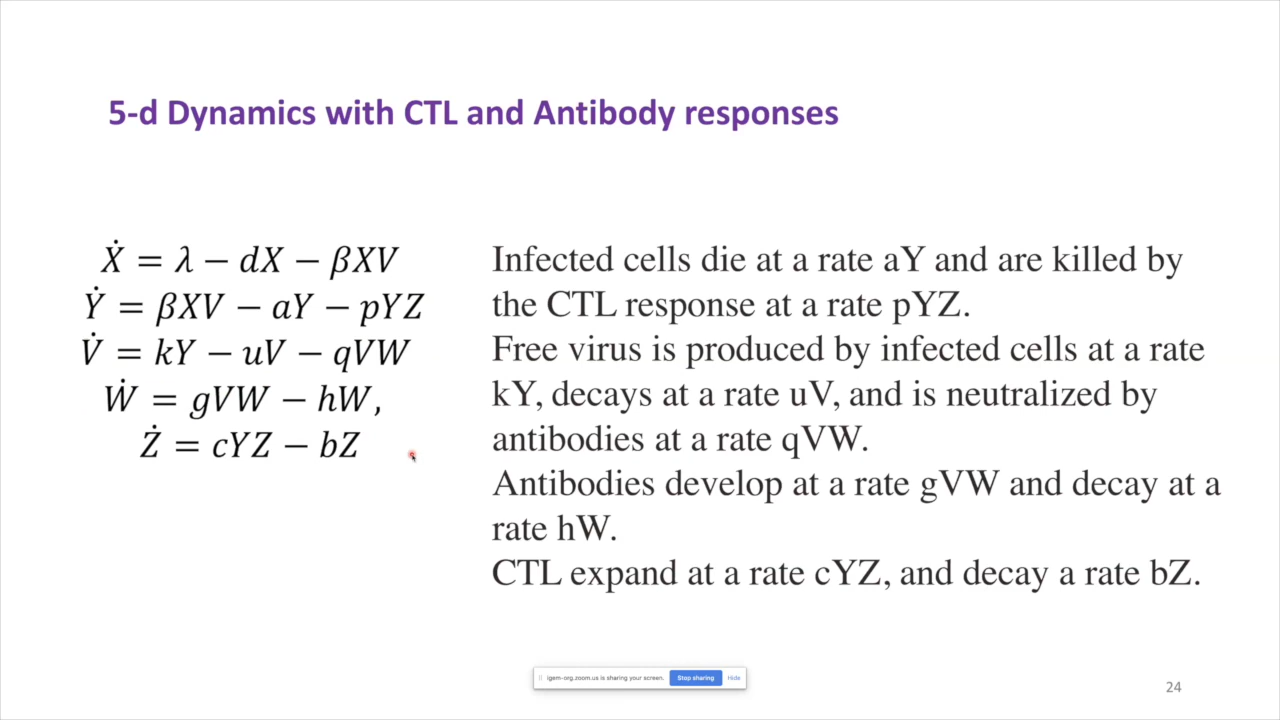 5-d Dynamics with CTL and Antibody responses
Ẋ = λ − dX − βXV
Ẏ = βXV − aY − pYZ
V̇ = kY − uV − qVW
Ẇ = gVW − hW,
Ż = cYZ − bZ
Infected cells die at a rate aY and are killed by
the CTL response at a rate pYZ.
Free virus is produced by infected cells at a rate
kY, decays at a rate uV, and is neutralized by
antibodies at a rate qVW.
Antibodies develop at a rate gVW and decay at a
rate hW.
CTL expand at a rate cYZ, and decay a rate bZ.
igem-org.zoom.us is sharing your screen. Stop sharing Hide
24